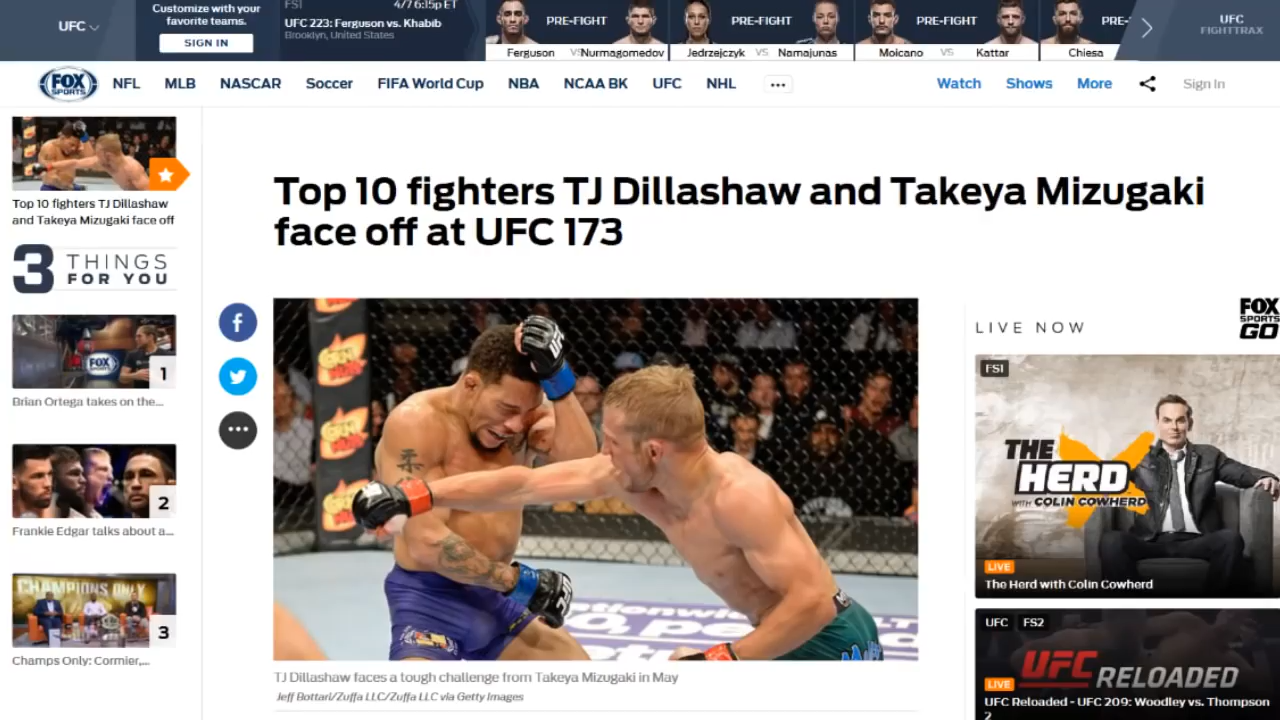 UFC
Customize with your
favorite teams.
SIGN IN
FS1
4/7 6:15p ET
UFC 223: Ferguson vs. Khabib
Brooklyn, United States
PRE-FIGHT
Ferguson VS Nurmagomedov
PRE-FIGHT
Jedrzejczyk VS Namajunas
PRE-FIGHT
Moicano VS Kattar
PRE-
Chiesa
UFC
FIGHTTRAX
FOX
SPORTS
NFL MLB NASCAR Soccer FIFA World Cup NBA NCAA BK UFC NHL ...
Watch Shows More Sign In
Top 10 fighters TJ Dillashaw
and Takeya Mizugaki face off
3 THINGS
FOR YOU
FOX
1
Brian Ortega takes on the...
2
Frankie Edgar talks about a...
CHAMPIONS ONLY
3
Champs Only: Cormier,...
Top 10 fighters TJ Dillashaw and Takeya Mizugaki
face off at UFC 173
TJ Dillashaw faces a tough challenge from Takeya Mizugaki in May
Jeff Bottari/Zuffa LLC/Zuffa LLC via Getty Images
LIVE NOW
FOX
SPORTS
GO
FS1
THE
HERD
WITH COLIN COWHERD
LIVE
The Herd with Colin Cowherd
UFC FS2
UFC RELOADED
LIVE
UFC Reloaded - UFC 209: Woodley vs. Thompson
2